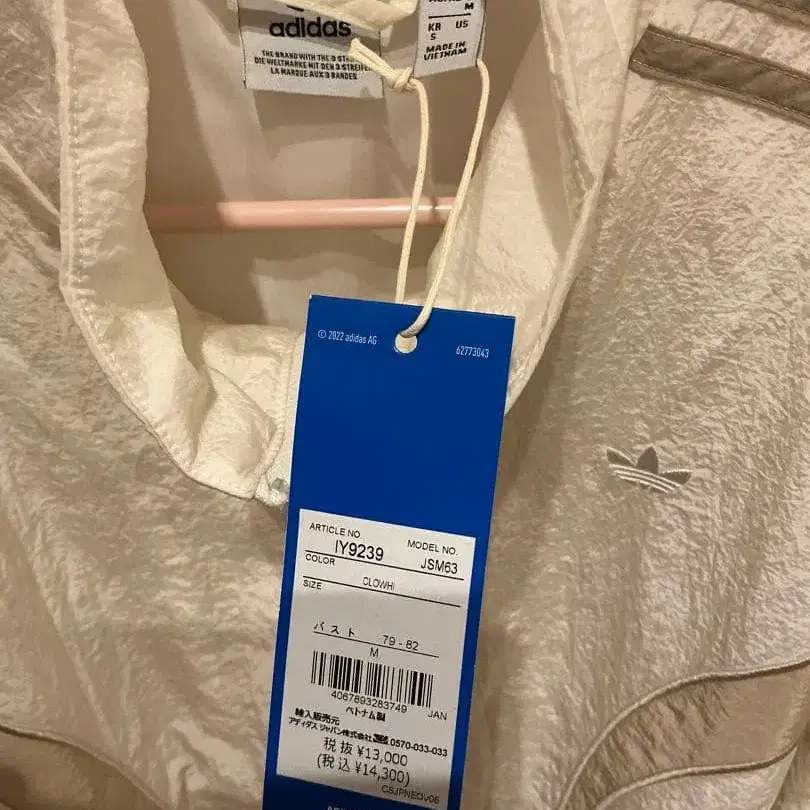 adidas
THE BRAND WITH THE 3 STRIPES
DIE WELTMARKE MIT DEN 3 STREIFEN
LA MARQUE AUX 3 BANDES
M
KR US
S
MADE IN
VIETNAM
© 2022 adidas AG
62773043
ARTICLE NO.
IY9239
MODEL NO.
JSM63
COLOR
CLOWHI
SIZE
バスト 79-82
M
4067893283749 JAN
ベトナム製
輸入販売元
アディダス ジャパン株式会社 0570-033-033
税抜 ¥13,000
(税込 ¥14,300)
CSJPNEOV06